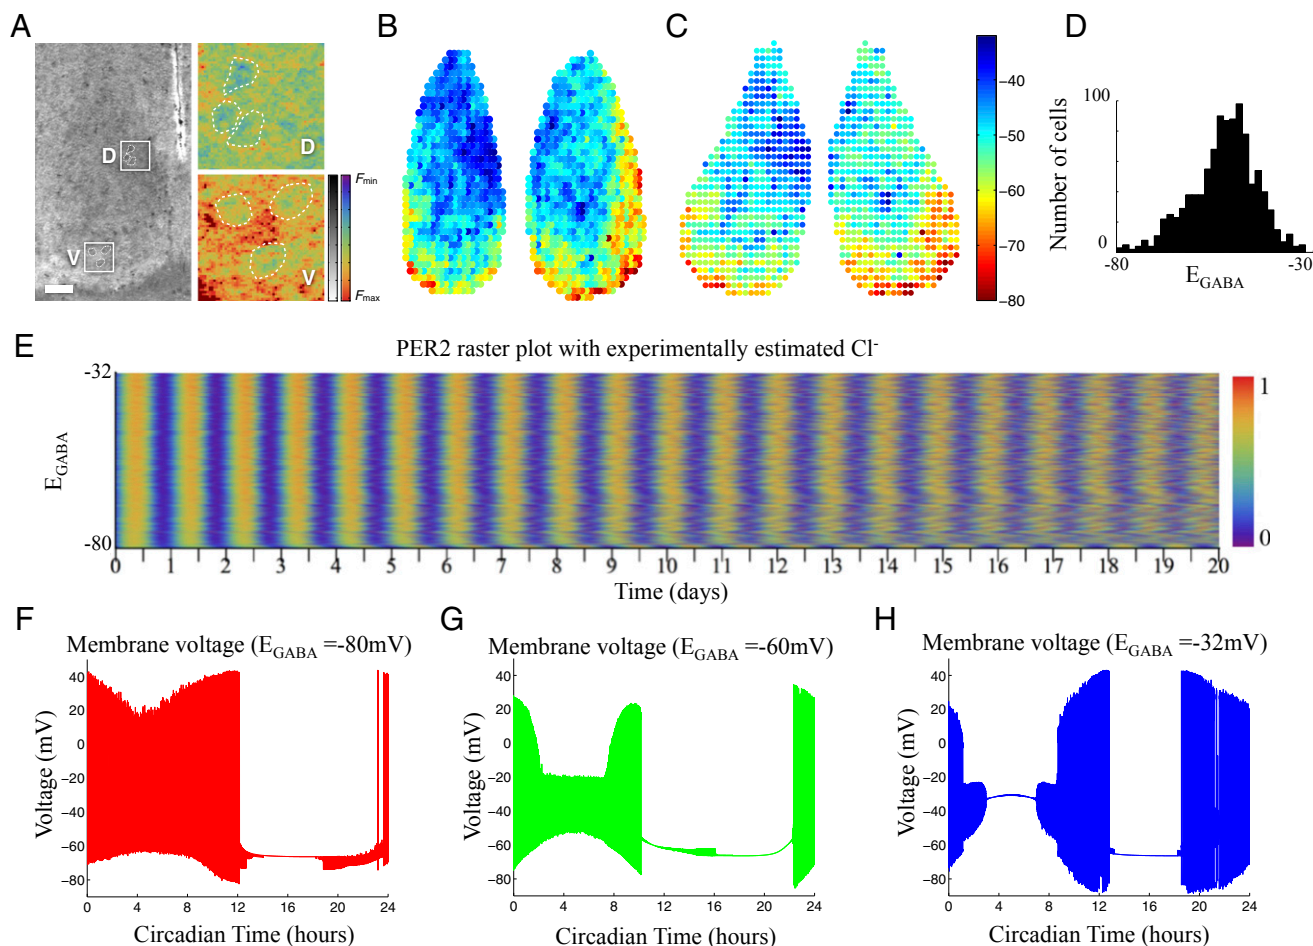 A
B
C
D
D
V
D
V
Fmin
Fmax
−40
−50
−60
−70
−80
Number of cells
100
0
-80
-30
EGABA
E
PER2 raster plot with experimentally estimated Cl-
-32
EGABA
-80
0 1 2 3 4 5 6 7 8 9 10 11 12 13 14 15 16 17 18 19 20
Time (days)
1
0
F
Membrane voltage (EGABA =-80mV)
Voltage (mV)
40
20
0
−20
−40
−60
−80
0 4 8 12 16 20 24
Circadian Time (hours)
G
Membrane voltage (EGABA =-60mV)
Voltage (mV)
40
20
0
−20
−40
−60
−80
0 4 8 12 16 20 24
Circadian Time (hours)
H
Membrane voltage (EGABA =-32mV)
Voltage (mV)
40
20
0
−20
−40
−60
−80
0 4 8 12 16 20 24
Circadian Time (hours)